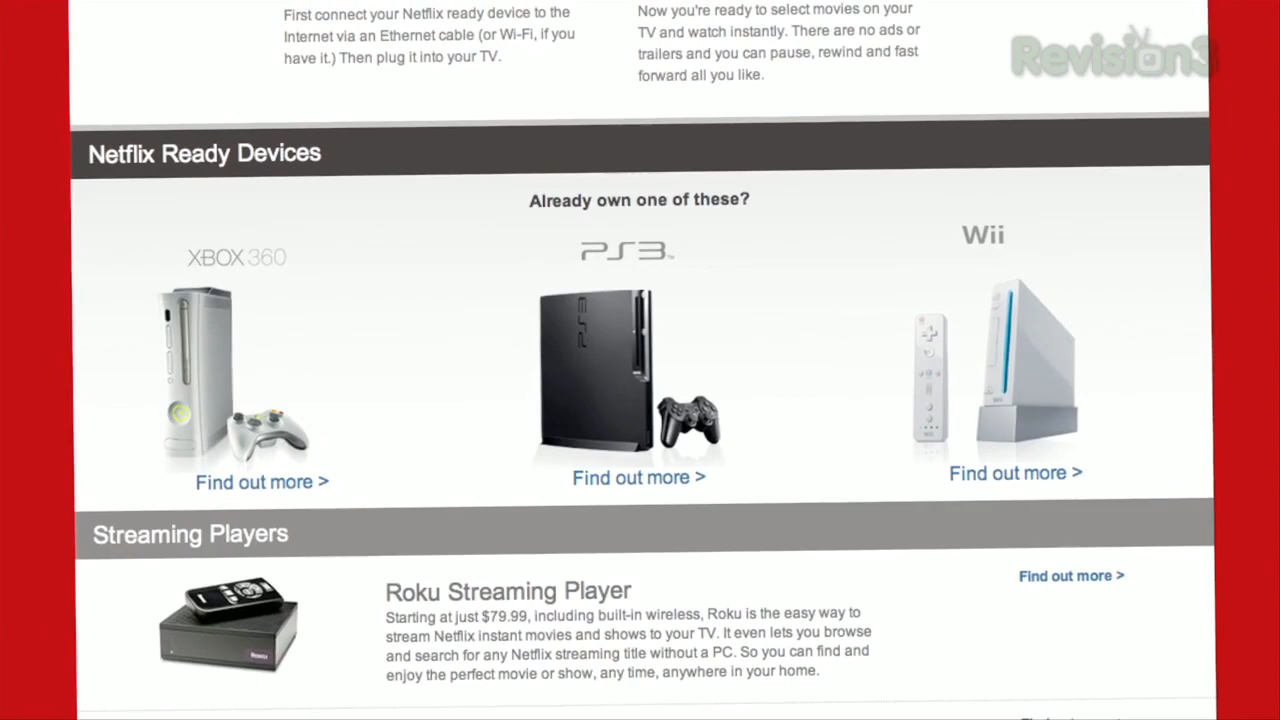 First connect your Netflix ready device to the
Internet via an Ethernet cable (or Wi-Fi, if you
have it.) Then plug it into your TV.
Now you're ready to select movies on your
TV and watch instantly. There are no ads or
trailers and you can pause, rewind and fast
forward all you like.
Revision3
Netflix Ready Devices
Already own one of these?
XBOX 360
PS3™
Wii
PS3
Wii
Wii
Find out more >
Find out more >
Find out more >
Streaming Players
Roku Streaming Player
Find out more >
Starting at just $79.99, including built-in wireless, Roku is the easy way to
stream Netflix instant movies and shows to your TV. It even lets you browse
and search for any Netflix streaming title without a PC. So you can find and
enjoy the perfect movie or show, any time, anywhere in your home.
Roku